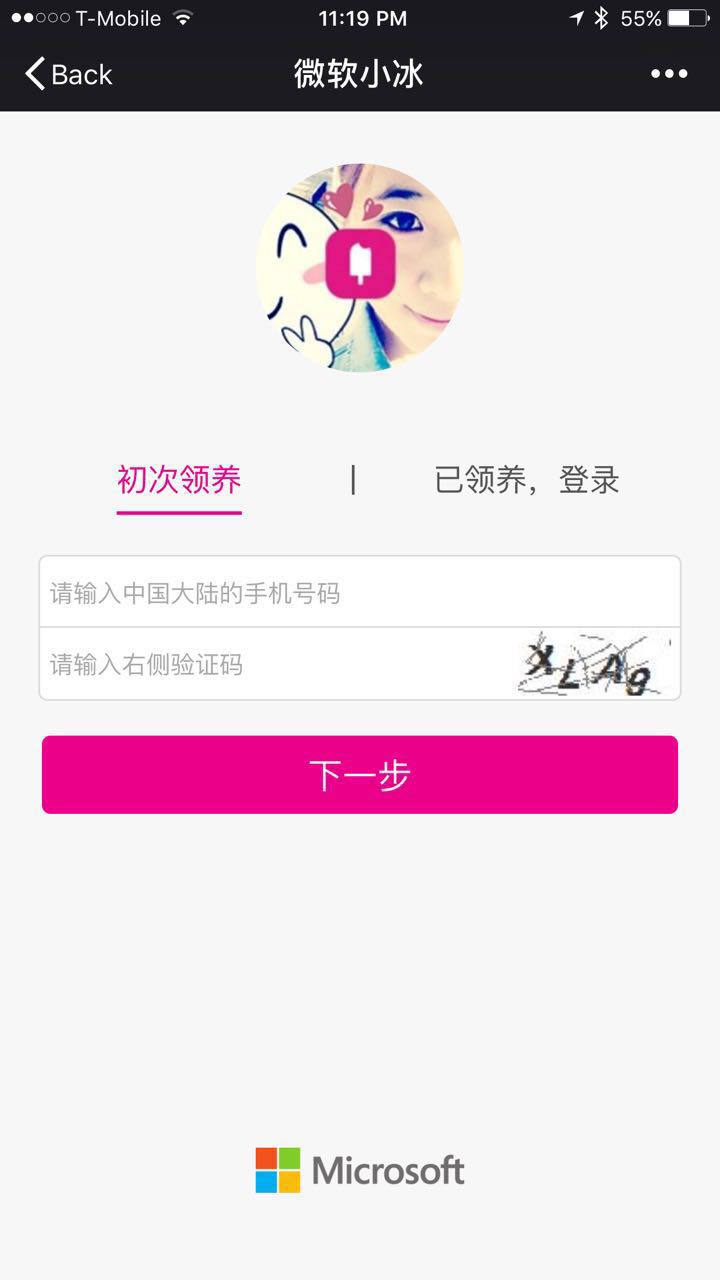 T-Mobile 11:19 PM 55%
Back 微软小冰
初次领养 | 已领养，登录
请输入中国大陆的手机号码
请输入右侧验证码 XLAg
下一步
Microsoft